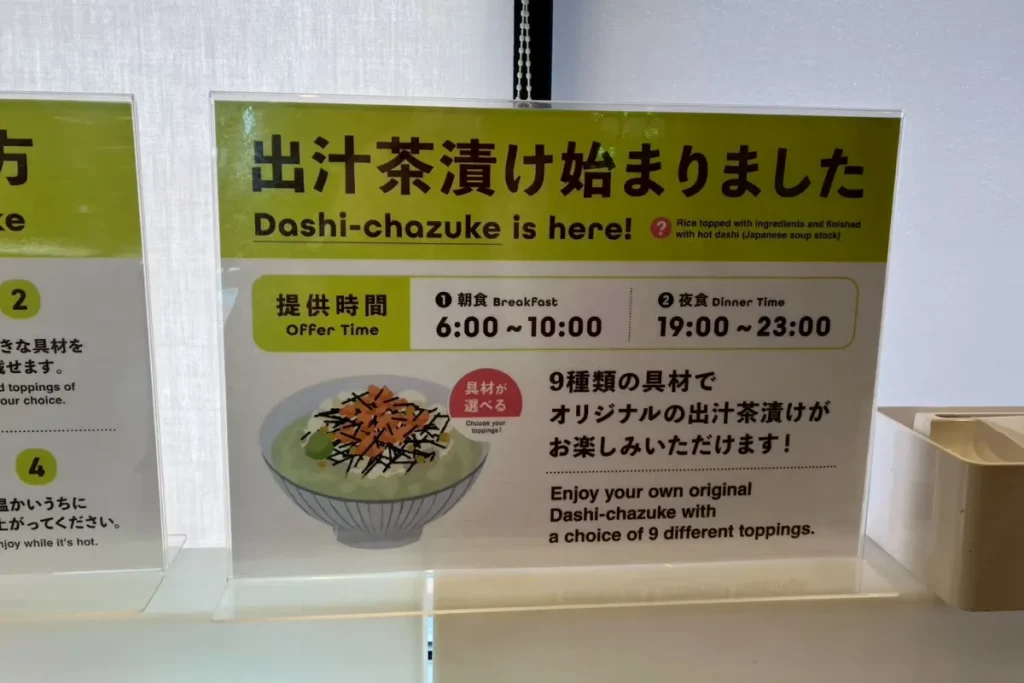 方
ke
2
きな具材を
せます。
d toppings of
our choice.
4
温かいうちに
上がってください。
njoy while it's hot.
出汁茶漬け始まりました
Dashi-chazuke is here!
? Rice topped with ingredients and finished
with hot dashi (Japanese soup stock)
提供時間
Offer Time
❶ 朝食 Breakfast
6:00 ~ 10:00
❷ 夜食 Dinner Time
19:00 ~ 23:00
具材が
選べる
Choose your
toppings!
9種類の具材で
オリジナルの出汁茶漬けが
お楽しみいただけます!
Enjoy your own original
Dashi-chazuke with
a choice of 9 different toppings.